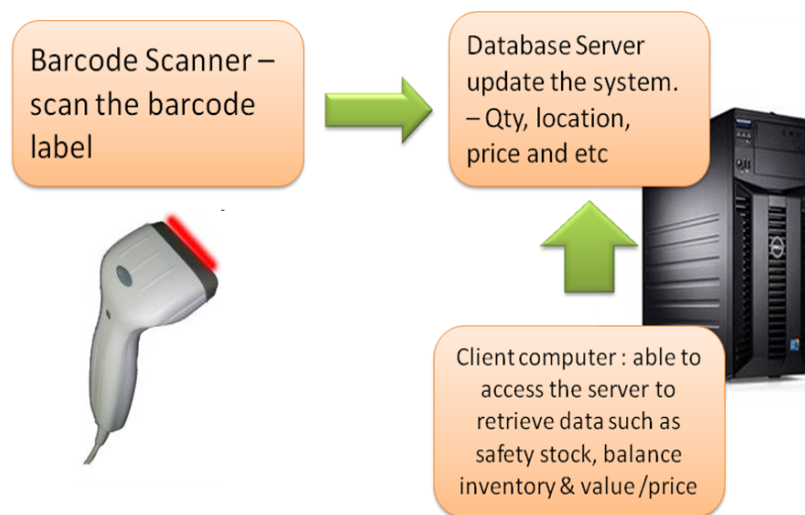 Barcode Scanner –
scan the barcode
label
Database Server
update the system.
– Qty, location,
price and etc
Client computer : able to
access the server to
retrieve data such as
safety stock, balance
inventory & value /price